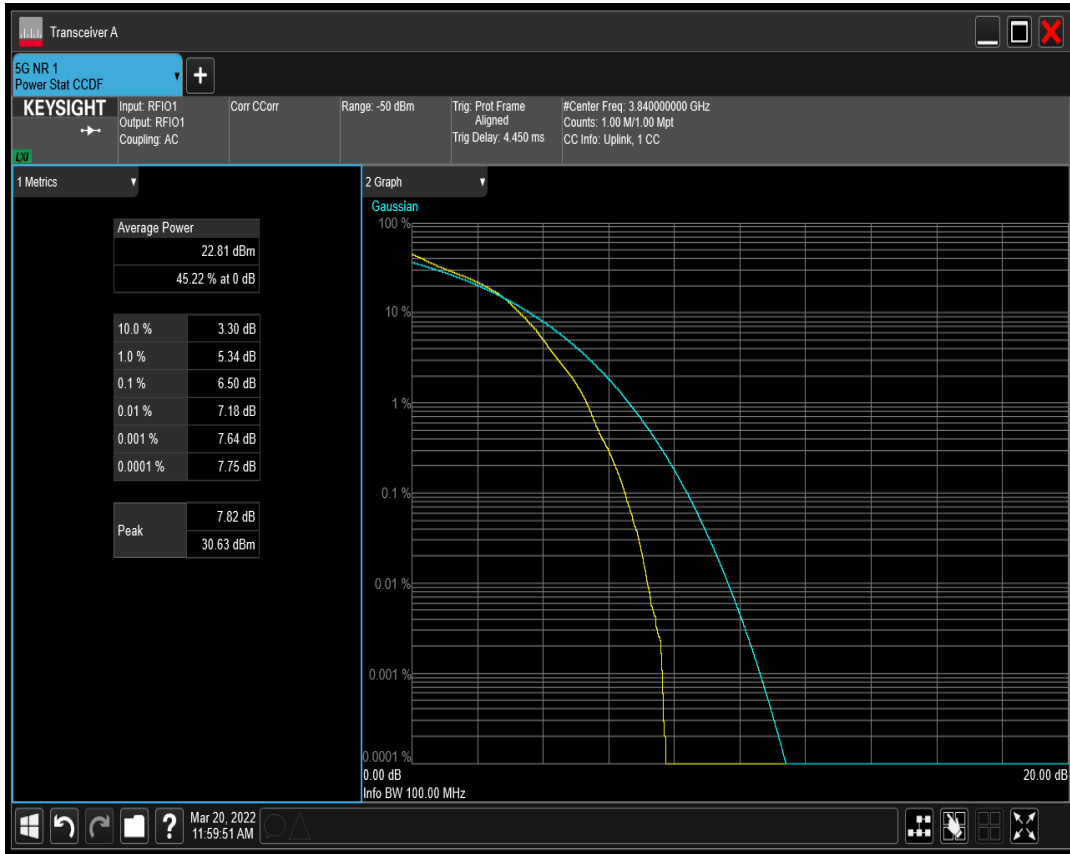 Transceiver A
5G NR 1
Power Stat CCDF
+
KEYSIGHT
LXI
Input: RFIO1
Output: RFIO1
Coupling: AC
Corr CCorr
Range: -50 dBm
Trig: Prot Frame
Aligned
Trig Delay: 4.450 ms
#Center Freq: 3.840000000 GHz
Counts: 1.00 M/1.00 Mpt
CC Info: Uplink, 1 CC
1 Metrics
Average Power
22.81 dBm
45.22 % at 0 dB
10.0 % 3.30 dB
1.0 % 5.34 dB
0.1 % 6.50 dB
0.01 % 7.18 dB
0.001 % 7.64 dB
0.0001 % 7.75 dB
Peak
7.82 dB
30.63 dBm
2 Graph
Gaussian
100 %
10 %
1 %
0.1 %
0.01 %
0.001 %
0.0001 %
0.00 dB 20.00 dB
Info BW 100.00 MHz
?
Mar 20, 2022
11:59:51 AM